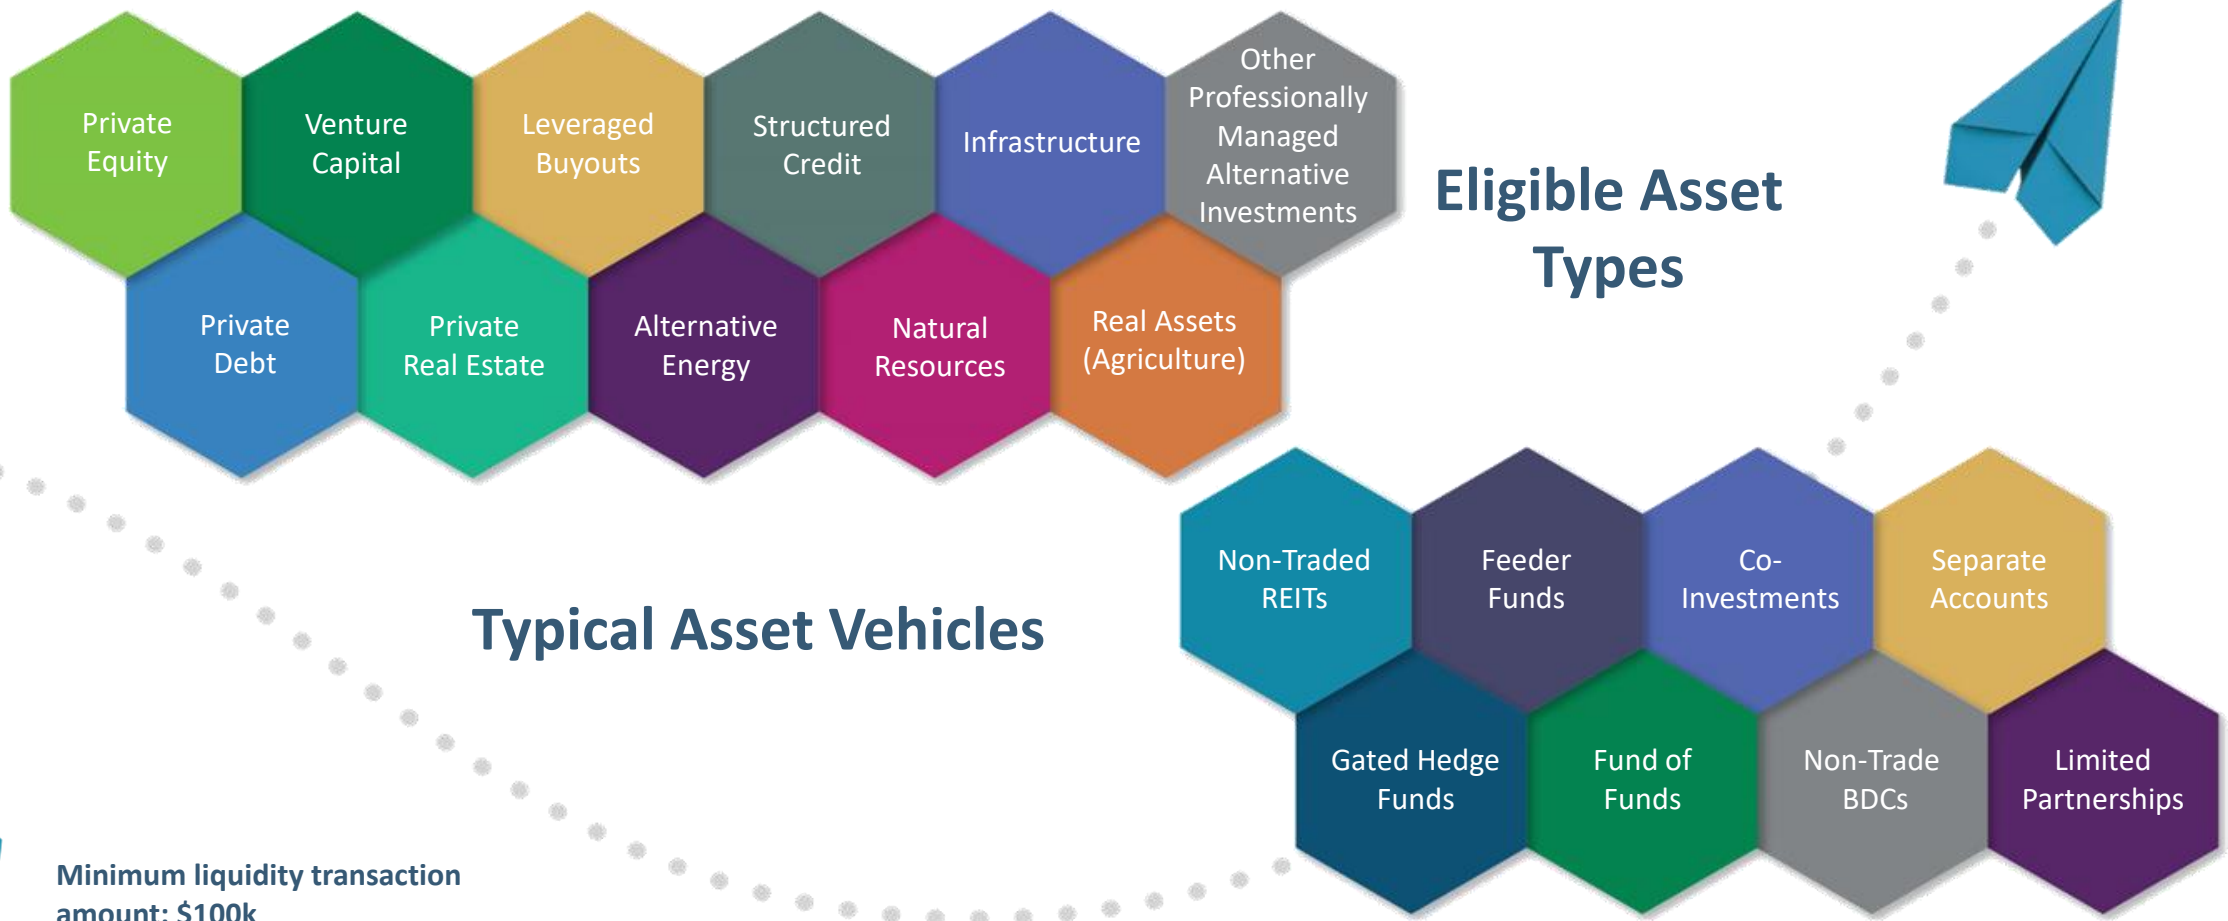 Private
Equity
Venture
Capital
Leveraged
Buyouts
Structured
Credit
Infrastructure
Other
Professionally
Managed
Alternative
Investments
Eligible Asset
Types
Private
Debt
Private
Real Estate
Alternative
Energy
Natural
Resources
Real Assets
(Agriculture)
Typical Asset Vehicles
Non-Traded
REITs
Feeder
Funds
Co-
Investments
Separate
Accounts
Gated Hedge
Funds
Fund of
Funds
Non-Trade
BDCs
Limited
Partnerships
Minimum liquidity transaction
amount: $100k